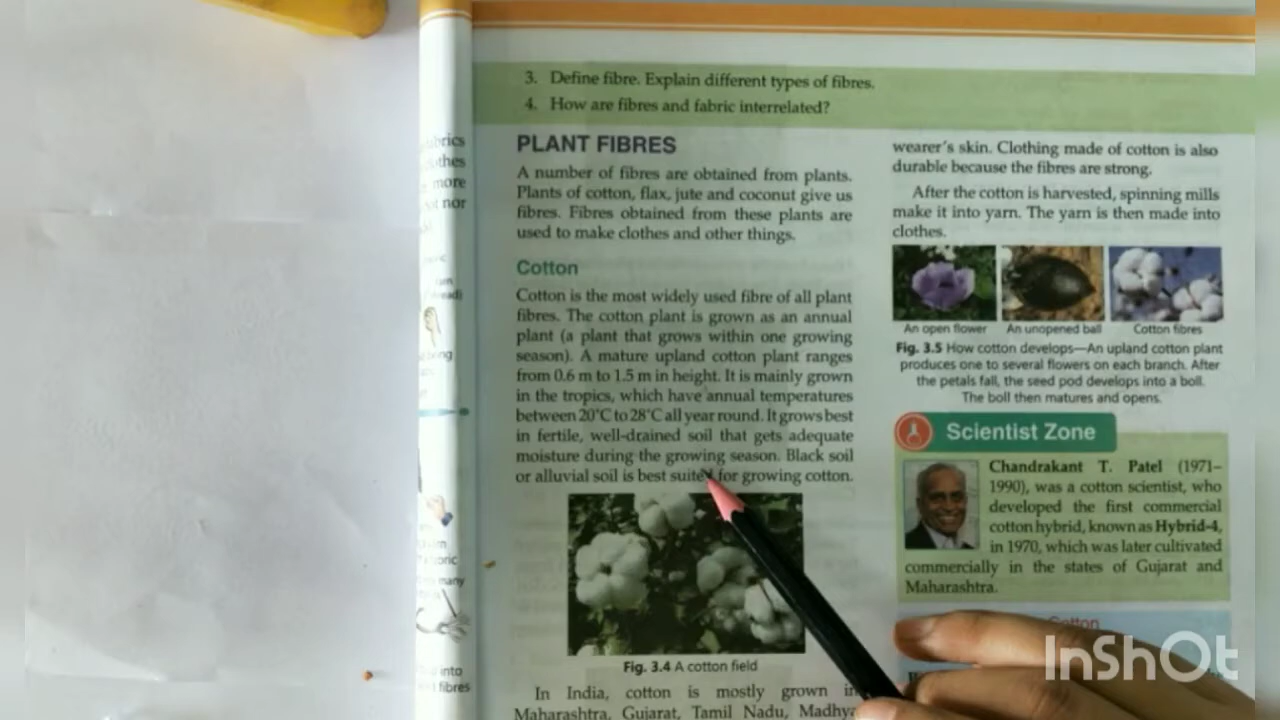 3. Define fibre. Explain different types of fibres.
4. How are fibres and fabric interrelated?
PLANT FIBRES
A number of fibres are obtained from plants.
Plants of cotton, flax, jute and coconut give us
fibres. Fibres obtained from these plants are
used to make clothes and other things.
Cotton
Cotton is the most widely used fibre of all plant
fibres. The cotton plant is grown as an annual
plant (a plant that grows within one growing
season). A mature upland cotton plant ranges
from 0.6 m to 1.5 m in height. It is mainly grown
in the tropics, which have annual temperatures
between 20°C to 28°C all year round. It grows best
in fertile, well-drained soil that gets adequate
moisture during the growing season. Black soil
or alluvial soil is best suited for growing cotton.
Fig. 3.4 A cotton field
In India, cotton is mostly grown in
Maharashtra, Gujarat, Tamil Nadu, Madhya
wearer's skin. Clothing made of cotton is also
durable because the fibres are strong.
After the cotton is harvested, spinning mills
make it into yarn. The yarn is then made into
clothes.
An open flower An unopened ball Cotton fibres
Fig. 3.5 How cotton develops—An upland cotton plant
produces one to several flowers on each branch. After
the petals fall, the seed pod develops into a boll.
The boll then matures and opens.
Scientist Zone
Chandrakant T. Patel (1971–
1990), was a cotton scientist, who
developed the first commercial
cotton hybrid, known as Hybrid-4,
in 1970, which was later cultivated
commercially in the states of Gujarat and
Maharashtra.
Cotton
InShOt
more
nor
many
into
fibres